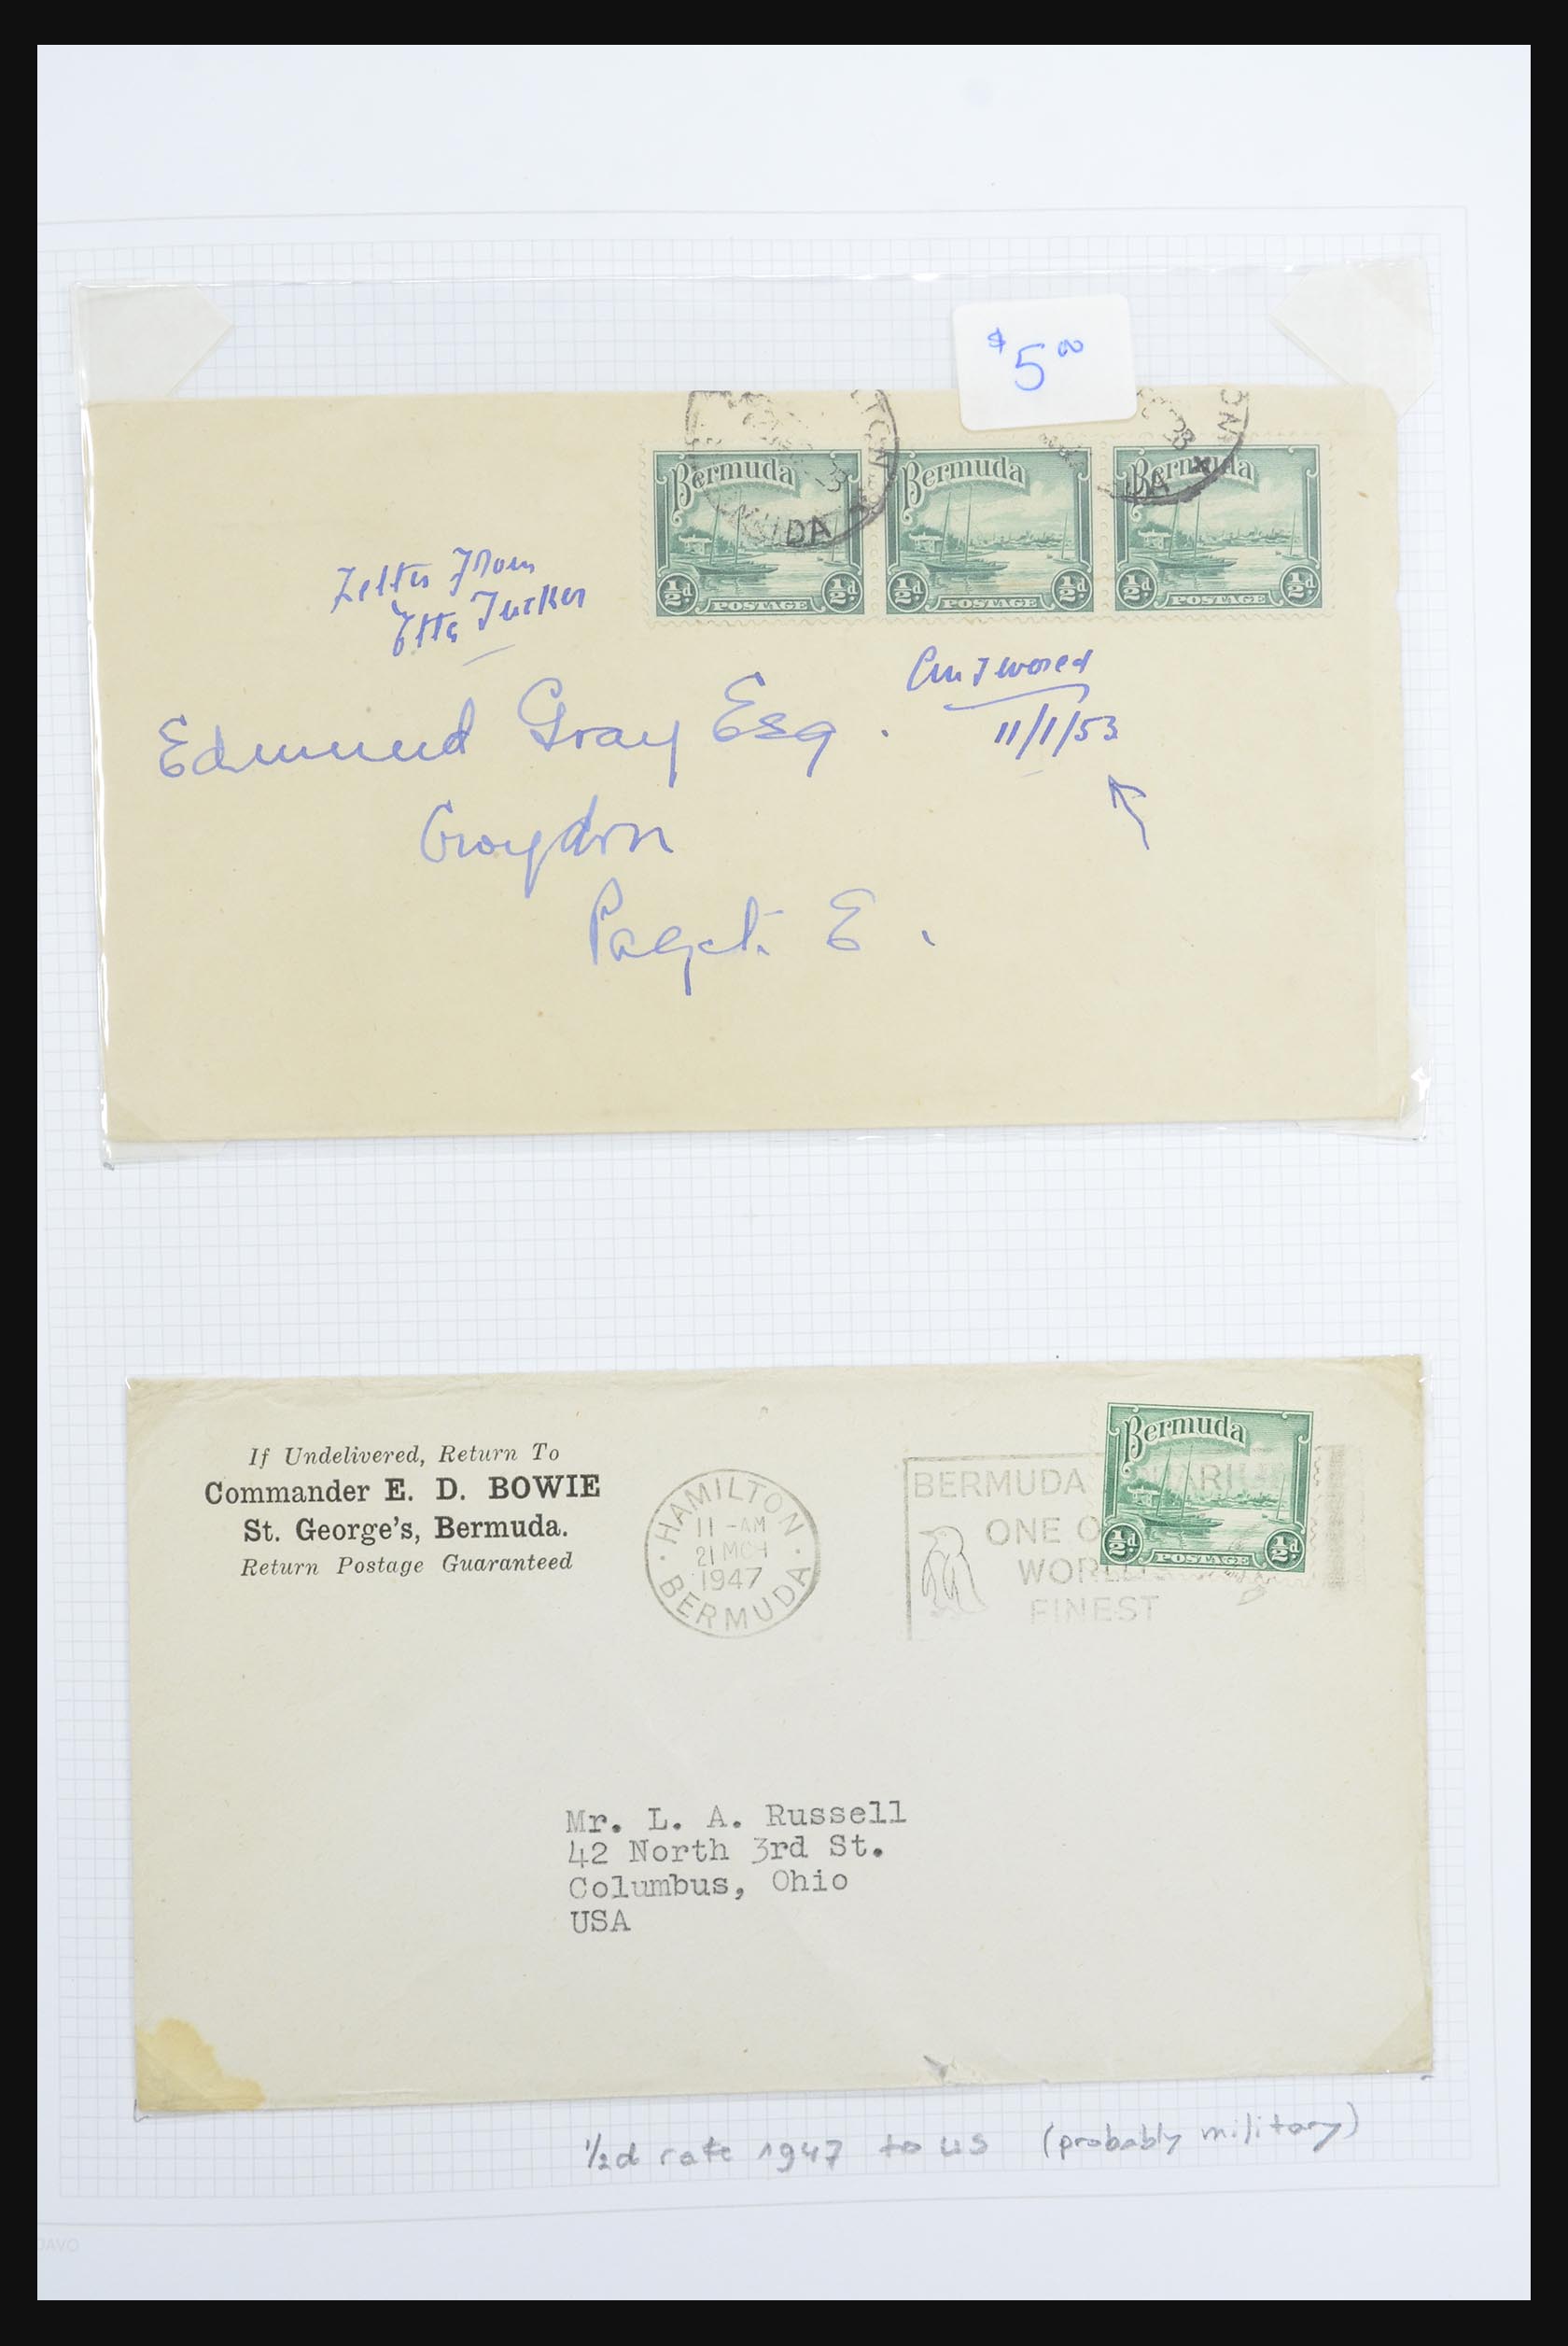 $5.00
Bermuda Bermuda Bermuda
½d ½d ½d ½d ½d ½d
POSTAGE POSTAGE POSTAGE
Letter From
Etta Tucker
Answered
11/1/53
Edmund Gray Esq.
Croydon
Paget. E.
If Undelivered, Return To
Commander E. D. BOWIE
St. George's, Bermuda.
Return Postage Guaranteed
HAMILTON
11 -AM
21 MCH
1947
BERMUDA
BERMUDA
ONE O
WORL
FINEST
Bermuda
½d ½d
POSTAGE
Mr. L. A. Russell
42 North 3rd St.
Columbus, Ohio
USA
½d rate 1947 to US (probably military)